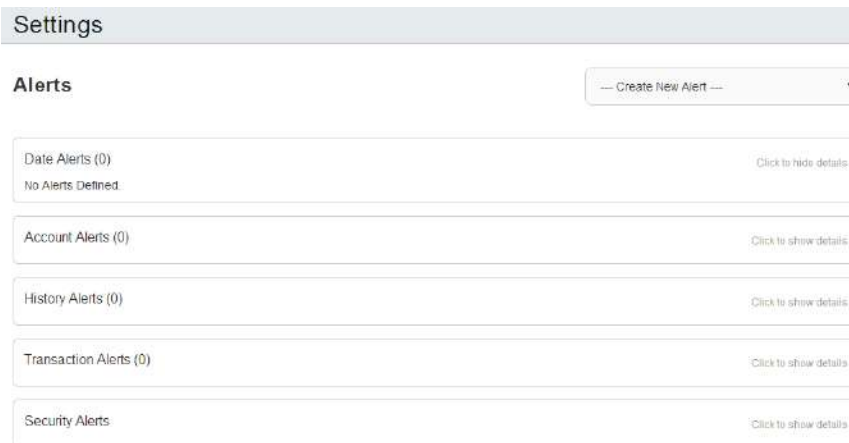 Settings
Alerts
--- Create New Alert ---
Date Alerts (0)
Click to hide details
No Alerts Defined.
Account Alerts (0)
Click to show details
History Alerts (0)
Click to show details
Transaction Alerts (0)
Click to show details
Security Alerts
Click to show details